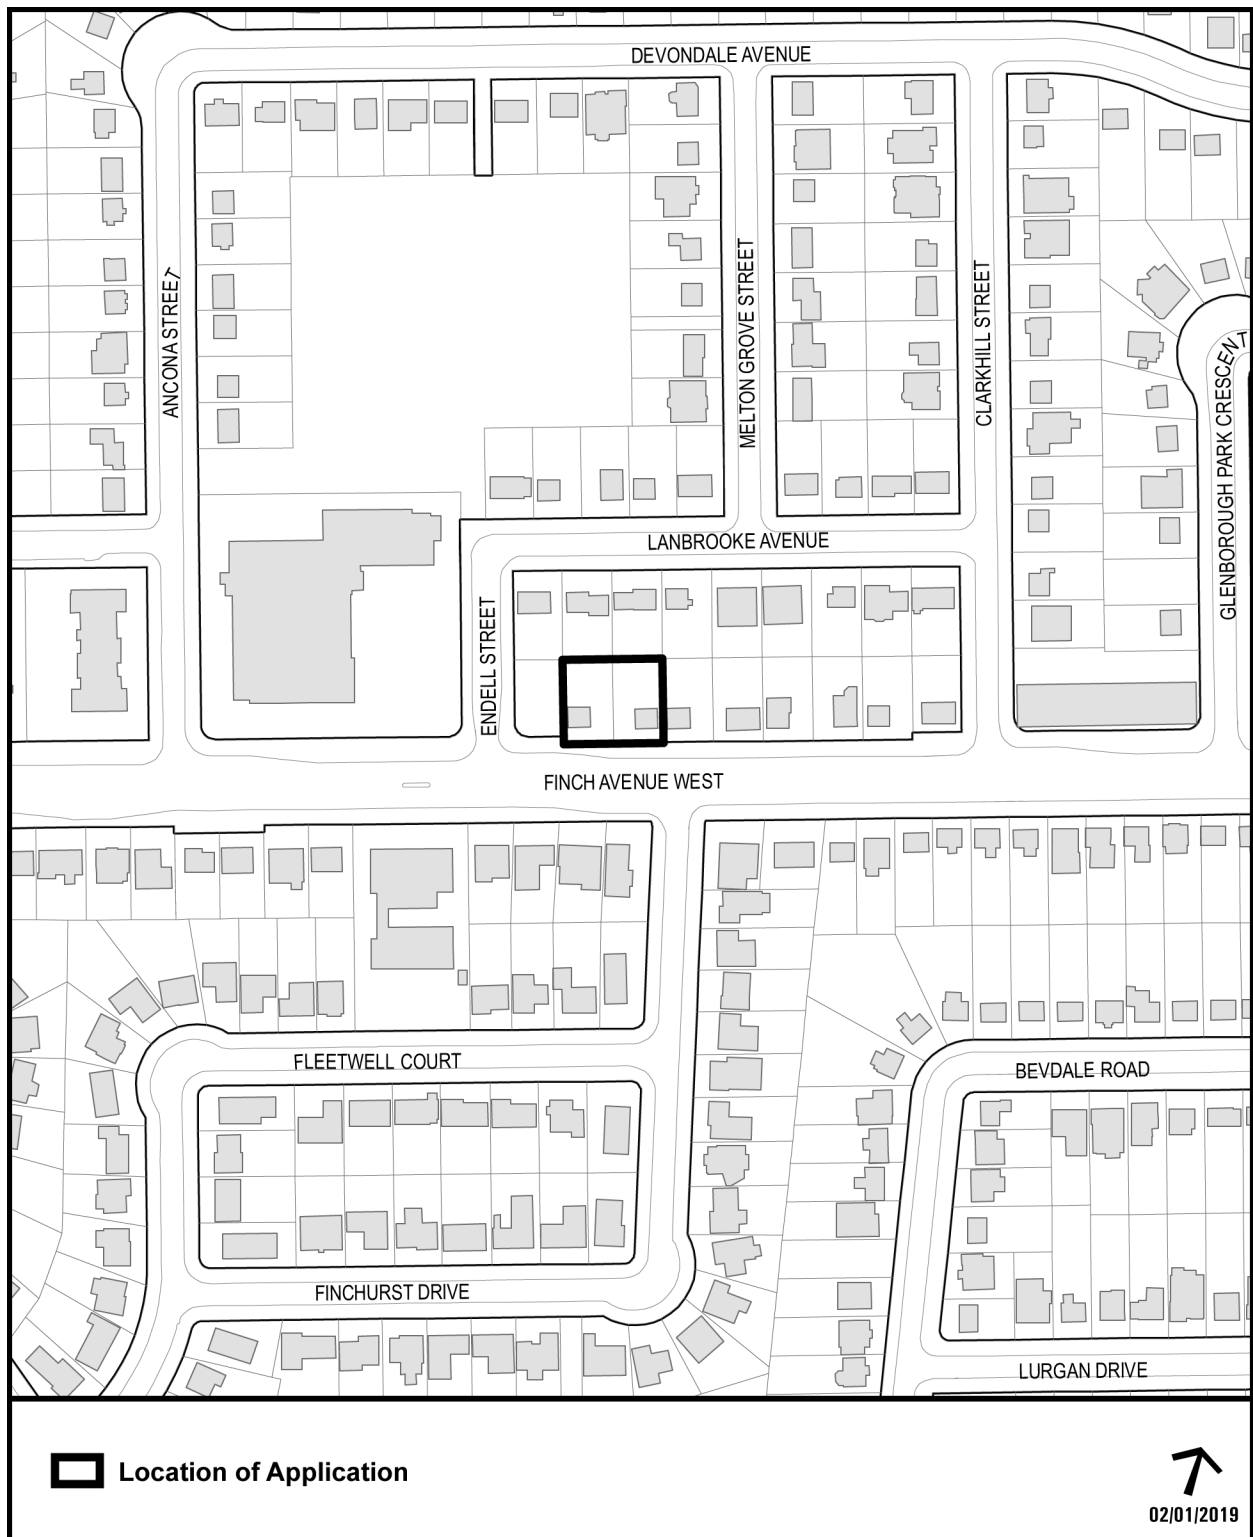 DEVONDALE AVENUE
ANCONA STREET
MELTON GROVE STREET
CLARKHILL STREET
GLENBOROUGH PARK CRESCENT
LANBROOKE AVENUE
ENDELL STREET
FINCH AVENUE WEST
FLEETWELL COURT
BEVDALE ROAD
FINCHURST DRIVE
LURGAN DRIVE
Location of Application
02/01/2019